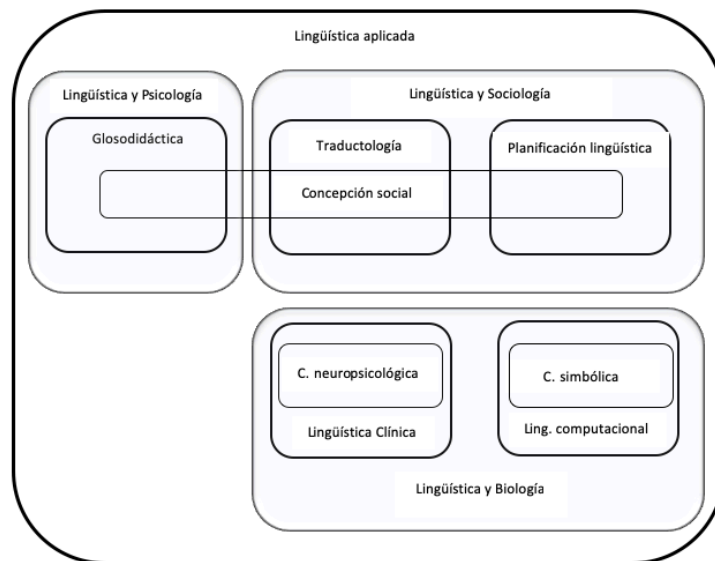 Lingüística aplicada
Lingüística y Psicología
Lingüística y Sociología
Glosodidáctica
Traductología
Planificación lingüística
Concepción social
C. neuropsicológica
C. simbólica
Lingüística Clínica
Ling. computacional
Lingüística y Biología